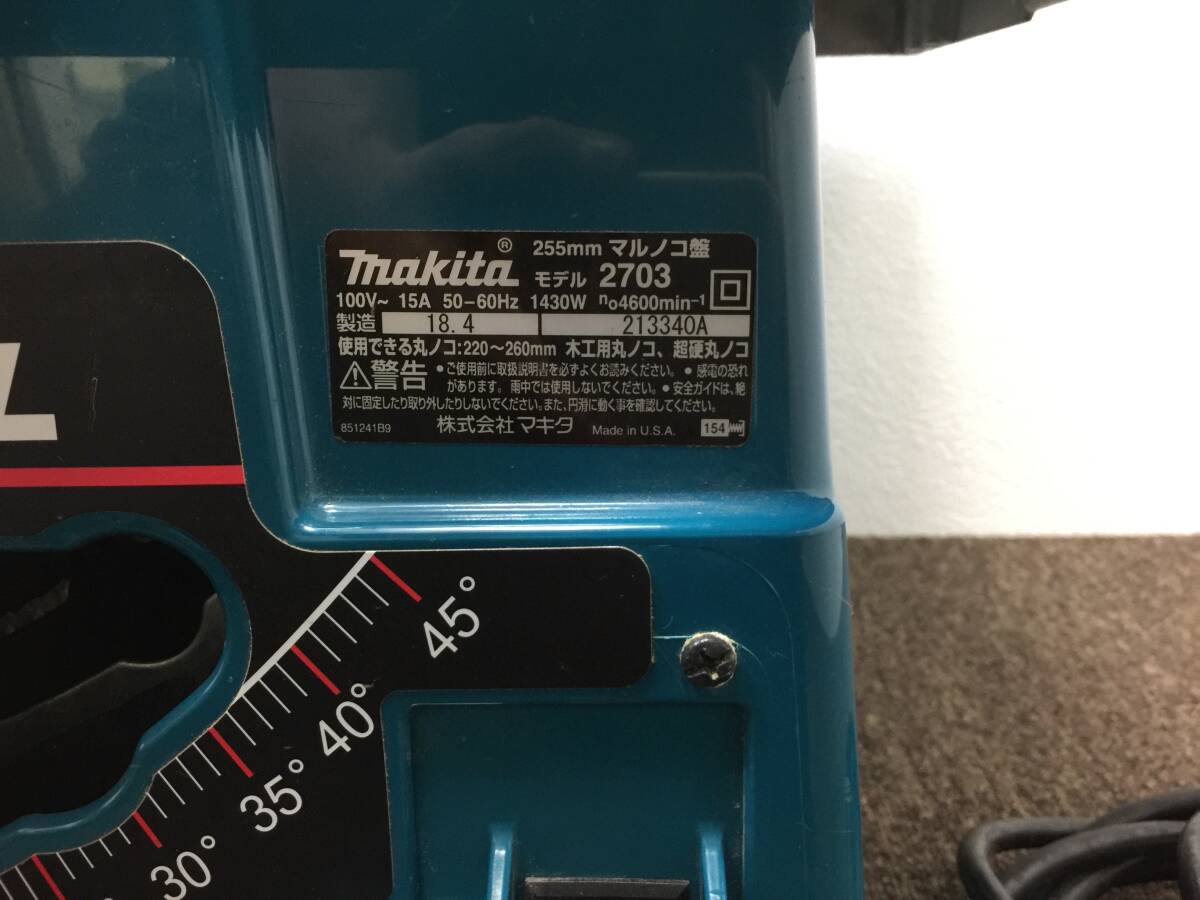 makita® 255mm マルノコ盤
モデル 2703
100V~ 15A 50-60Hz 1430W n₀4600min⁻¹
製造 18.4 213340A
使用できる丸ノコ:220〜260mm 木工用丸ノコ、超硬丸ノコ
警告 •ご使用前に取扱説明書を必ずよくお読みください。 •感電の恐れ
があります。雨中では使用しないでください。 •安全ガイドは、絶
対に固定したり取り外したりしないでください。また、円滑に動く事を確認してください。
851241B9 株式会社マキタ Made in U.S.A. 154
45°
40°
35°
30°